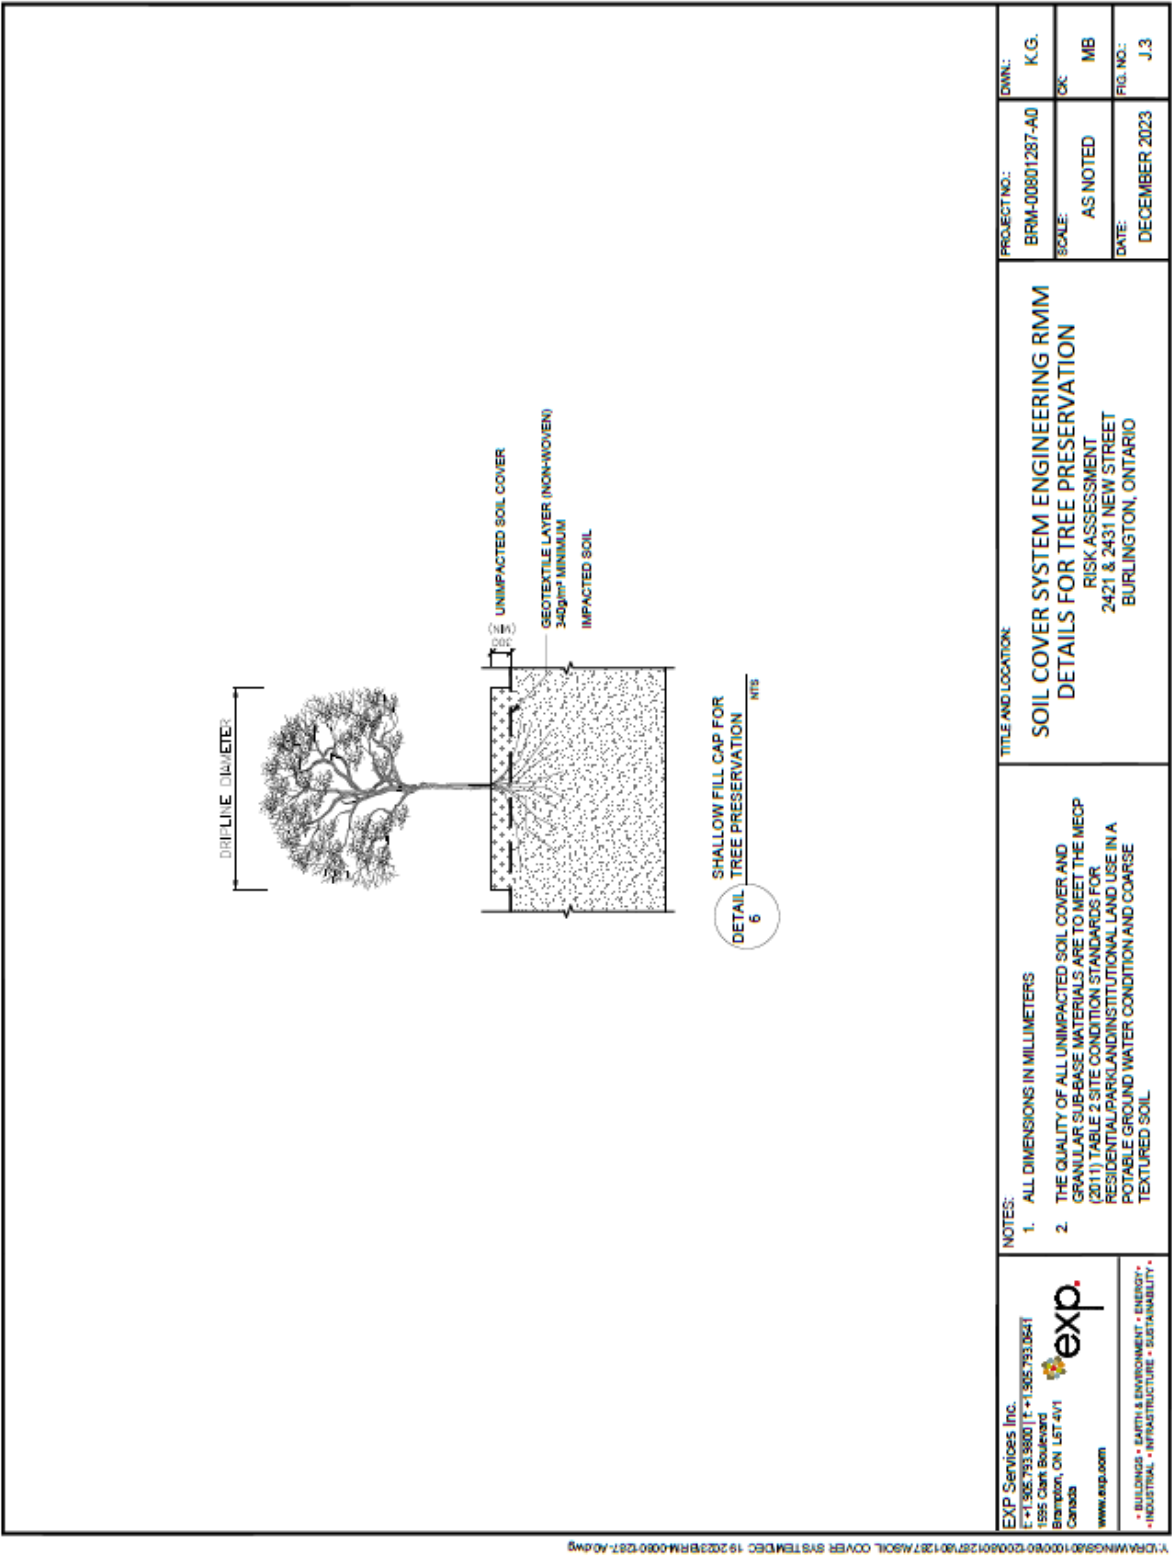 DRIPLINE DIAMETER
300
(MIN)
UNIMPACTED SOIL COVER
GEOTEXTILE LAYER (NON-WOVEN)
340g/m² MINIMUM
IMPACTED SOIL
DETAIL
6
SHALLOW FILL CAP FOR
TREE PRESERVATION
NTS
EXP Services Inc.
t: +1.905.793.9800 | f: +1.905.793.0641
1595 Clark Boulevard
Brampton, ON L6T 4V1
Canada
www.exp.com
exp.
• BUILDINGS • EARTH & ENVIRONMENT • ENERGY •
• INDUSTRIAL • INFRASTRUCTURE • SUSTAINABILITY •
NOTES:
1. ALL DIMENSIONS IN MILLIMETERS
2. THE QUALITY OF ALL UNIMPACTED SOIL COVER AND
GRANULAR SUB-BASE MATERIALS ARE TO MEET THE MECP
(2011) TABLE 2 SITE CONDITION STANDARDS FOR
RESIDENTIAL/PARKLAND/INSTITUTIONAL LAND USE IN A
POTABLE GROUND WATER CONDITION AND COARSE
TEXTURED SOIL
TITLE AND LOCATION:
SOIL COVER SYSTEM ENGINEERING RMM
DETAILS FOR TREE PRESERVATION
RISK ASSESSMENT
2421 & 2431 NEW STREET
BURLINGTON, ONTARIO
PROJECT NO.:
BRM-00801287-A0
DWN.:
K.G.
SCALE:
AS NOTED
CK:
MB
DATE:
DECEMBER 2023
FIG. NO.:
J.3